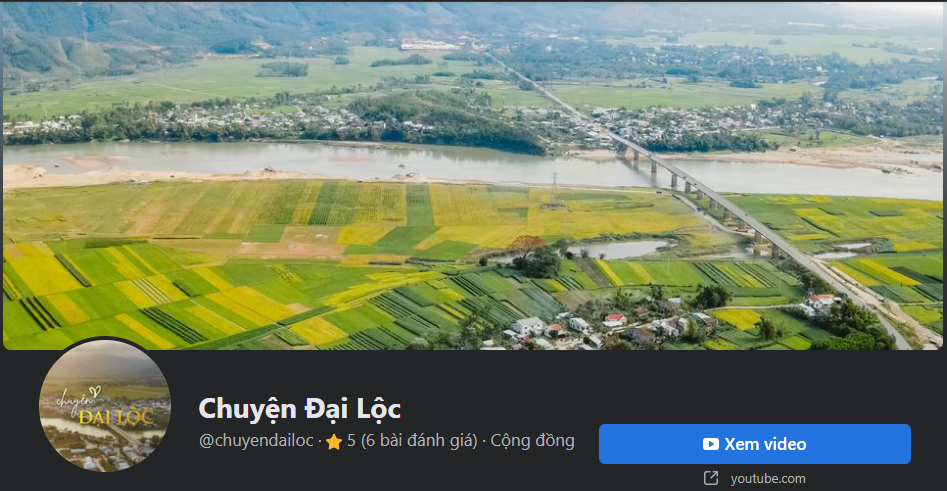 chuyện
ĐẠI LỘC
Chuyện Đại Lộc
@chuyendailoc · 5 (6 bài đánh giá) · Cộng đồng
Xem video
youtube.com